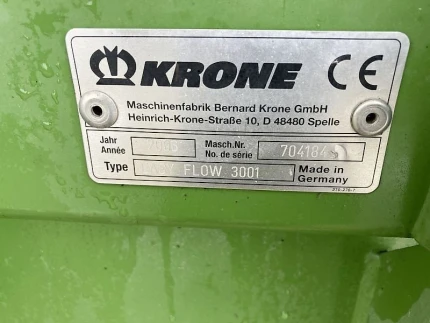 KRONE CE
Maschinenfabrik Bernard Krone GmbH
Heinrich-Krone-Straße 10, D 48480 Spelle
Jahr
Année
Masch.Nr.
No. de série
704184
Type
FLOW 3001
Made in
Germany